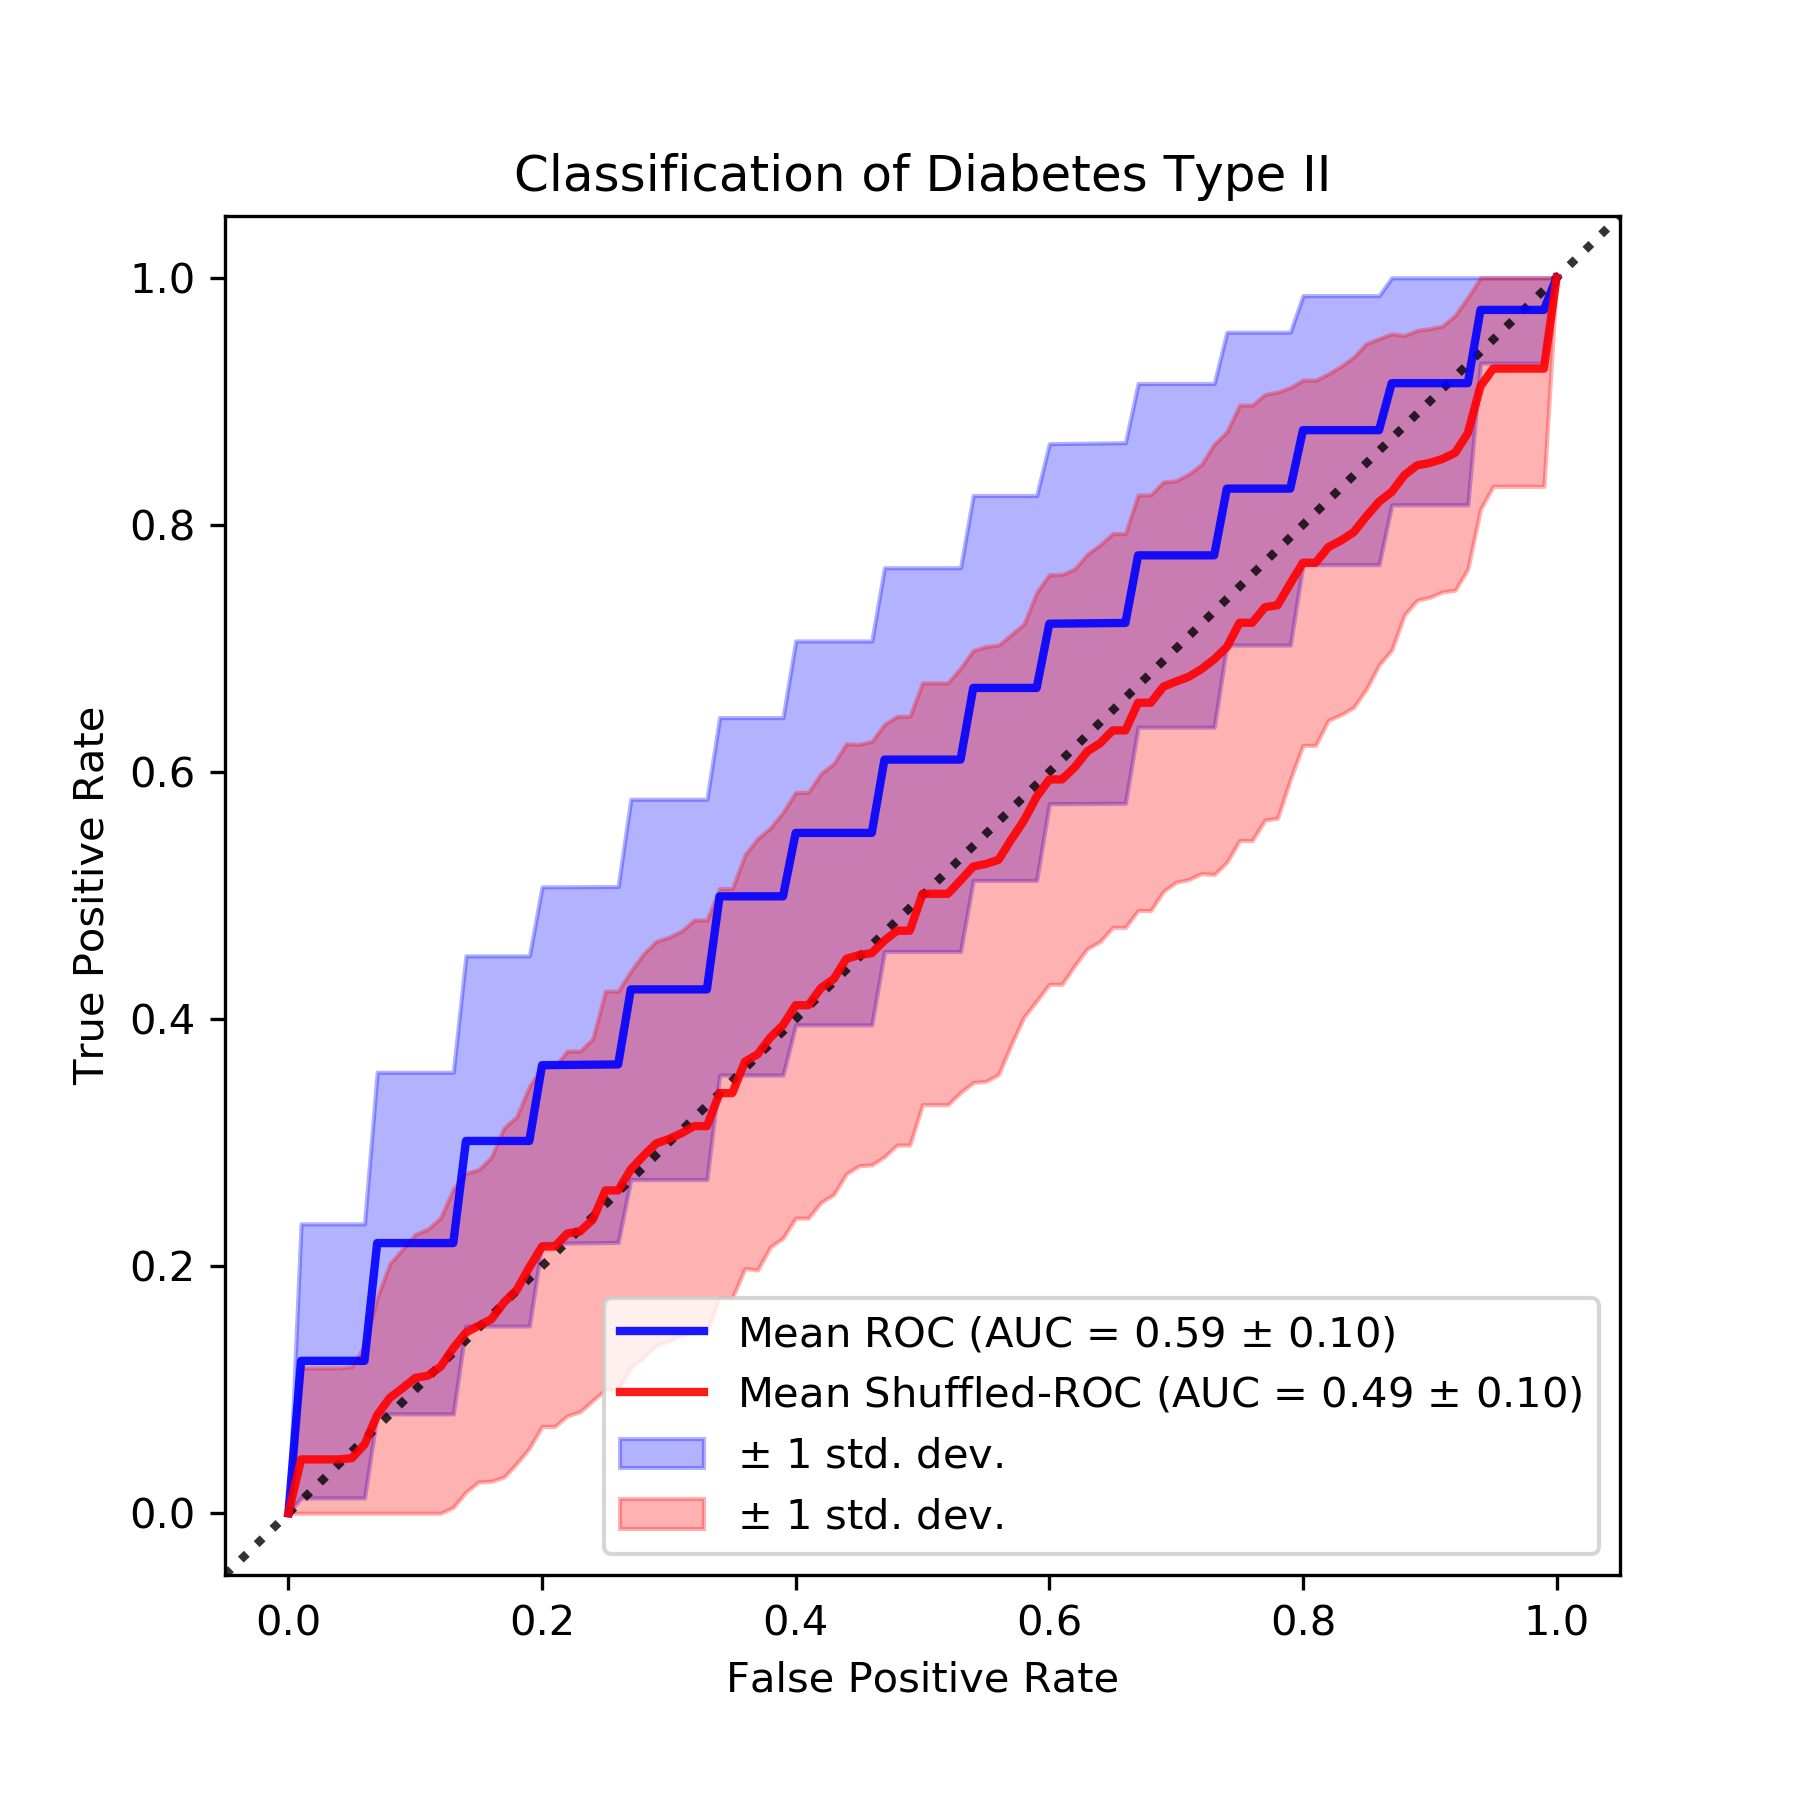 Classification of Diabetes Type II
True Positive Rate
1.0
0.8
0.6
0.4
0.2
0.0
Mean ROC (AUC = 0.59 ± 0.10)
Mean Shuffled-ROC (AUC = 0.49 ± 0.10)
± 1 std. dev.
± 1 std. dev.
0.0 0.2 0.4 0.6 0.8 1.0
False Positive Rate